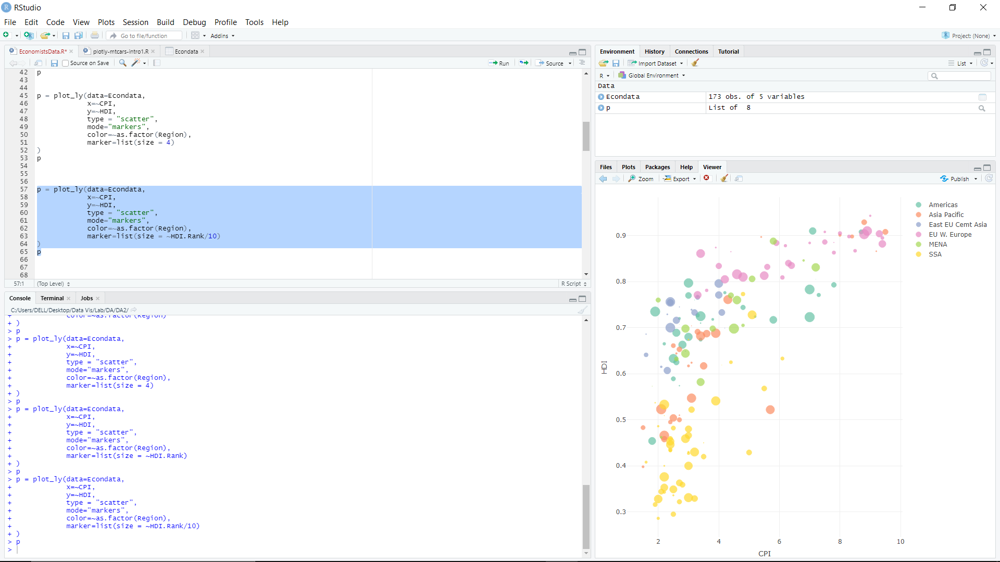 RStudio
File Edit Code View Plots Session Build Debug Profile Tools Help
Go to file/function Addins Project: (None)
EconomistsData.R* plotly-mtcars-intro1.R Econdata
Source on Save Run Source
42 p
43
44
45 p = plot_ly(data=Econdata,
46 x=~CPI,
47 y=~HDI,
48 type = "scatter",
49 mode="markers",
50 color=~as.factor(Region),
51 marker=list(size = 4)
52 )
53 p
54
55
56
57 p = plot_ly(data=Econdata,
58 x=~CPI,
59 y=~HDI,
60 type = "scatter",
61 mode="markers",
62 color=~as.factor(Region),
63 marker=list(size = ~HDI.Rank/10)
64 )
65 p
66
67
68
57:1 (Top Level) R Script
Console Terminal Jobs
C:/Users/DELL/Desktop/Data Vis/Lab/DA/DA2/
+ color=~as.factor(Region)
+ )
> p
> p = plot_ly(data=Econdata,
+ x=~CPI,
+ y=~HDI,
+ type = "scatter",
+ mode="markers",
+ color=~as.factor(Region),
+ marker=list(size = 4)
+ )
> p
> p = plot_ly(data=Econdata,
+ x=~CPI,
+ y=~HDI,
+ type = "scatter",
+ mode="markers",
+ color=~as.factor(Region),
+ marker=list(size = ~HDI.Rank)
+ )
> p
> p = plot_ly(data=Econdata,
+ x=~CPI,
+ y=~HDI,
+ type = "scatter",
+ mode="markers",
+ color=~as.factor(Region),
+ marker=list(size = ~HDI.Rank/10)
+ )
> p
>
Environment History Connections Tutorial
Import Dataset List
R Global Environment
Data
Econdata 173 obs. of 5 variables
p List of 8
Files Plots Packages Help Viewer
Zoom Export Publish
Americas
Asia Pacific
East EU Cemt Asia
EU W. Europe
MENA
SSA
0.9
0.8
0.7
0.6
0.5
0.4
0.3
HDI
2 4 6 8 10
CPI